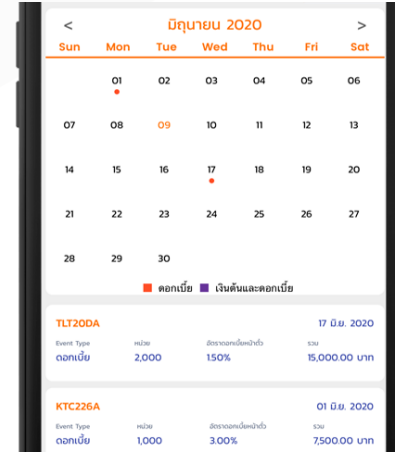 < มิถุนายน 2020 >
Sun Mon Tue Wed Thu Fri Sat
01 02 03 04 05 06
07 08 09 10 11 12 13
14 15 16 17 18 19 20
21 22 23 24 25 26 27
28 29 30
ดอกเบี้ย เงินต้นและดอกเบี้ย
TLT20DA 17 มิ.ย. 2020
Event Type หน่วย อัตราดอกเบี้ยหน้าตั๋ว รวม
ดอกเบี้ย 2,000 1.50% 15,000.00 บาท
KTC226A 01 มิ.ย. 2020
Event Type หน่วย อัตราดอกเบี้ยหน้าตั๋ว รวม
ดอกเบี้ย 1,000 3.00% 7,500.00 บาท